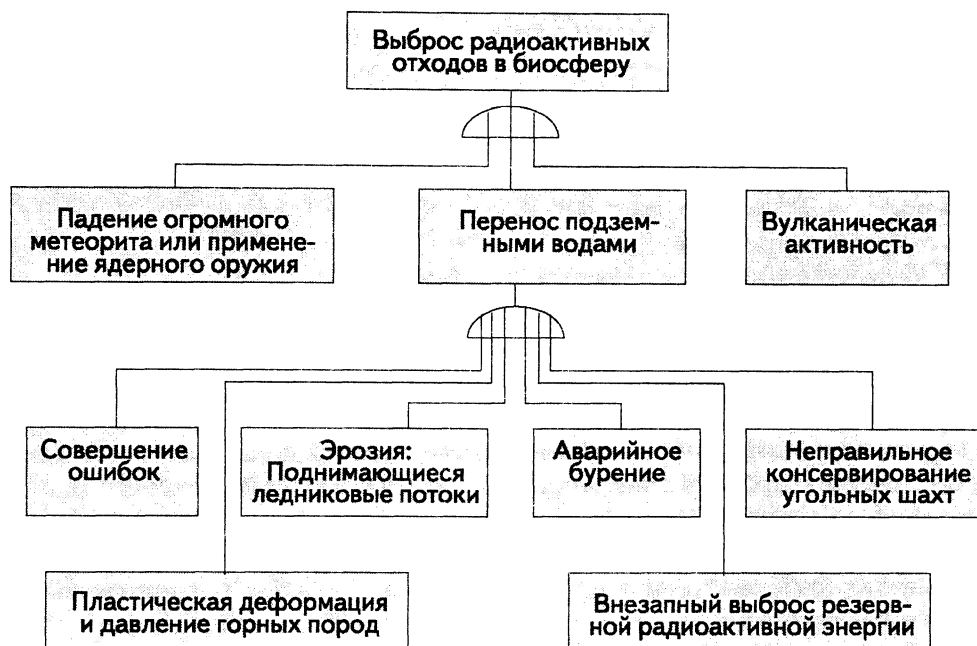 Выброс радиоактивных
отходов в биосферу
Падение огромного
метеорита или примене-
ние ядерного оружия
Перенос подзем-
ными водами
Вулканическая
активность
Совершение
ошибок
Эрозия:
Поднимающиеся
ледниковые потоки
Аварийное
бурение
Неправильное
консервирование
угольных шахт
Пластическая деформация
и давление горных пород
Внезапный выброс резерв-
ной радиоактивной энергии